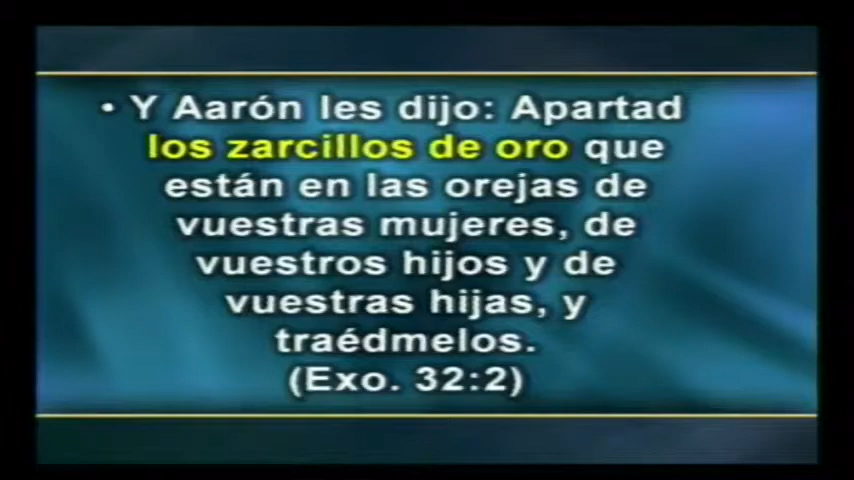 • Y Aarón les dijo: Apartad
los zarcillos de oro que
están en las orejas de
vuestras mujeres, de
vuestros hijos y de
vuestras hijas, y
traédmelos.
(Exo. 32:2)